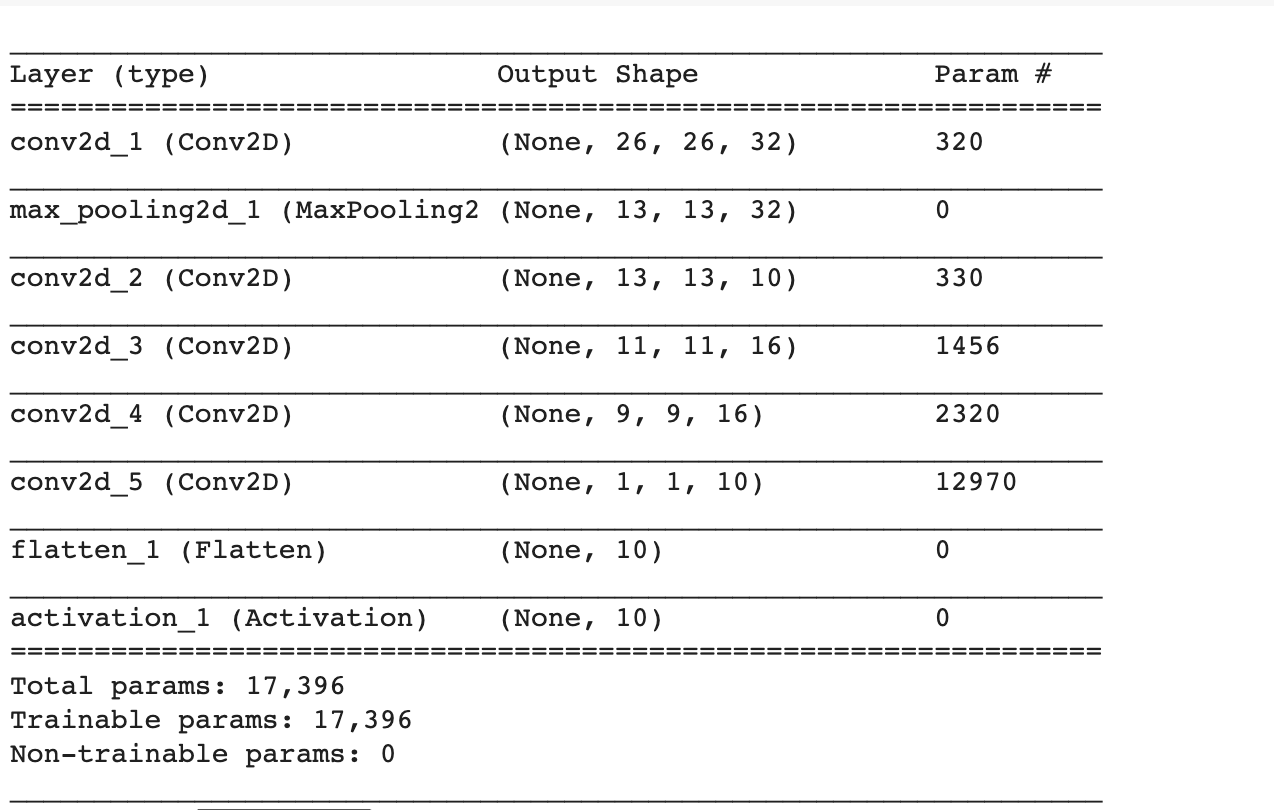 Layer (type) Output Shape Param #
=================================================================
conv2d_1 (Conv2D) (None, 26, 26, 32) 320
max_pooling2d_1 (MaxPooling2 (None, 13, 13, 32) 0
conv2d_2 (Conv2D) (None, 13, 13, 10) 330
conv2d_3 (Conv2D) (None, 11, 11, 16) 1456
conv2d_4 (Conv2D) (None, 9, 9, 16) 2320
conv2d_5 (Conv2D) (None, 1, 1, 10) 12970
flatten_1 (Flatten) (None, 10) 0
activation_1 (Activation) (None, 10) 0
=================================================================
Total params: 17,396
Trainable params: 17,396
Non-trainable params: 0